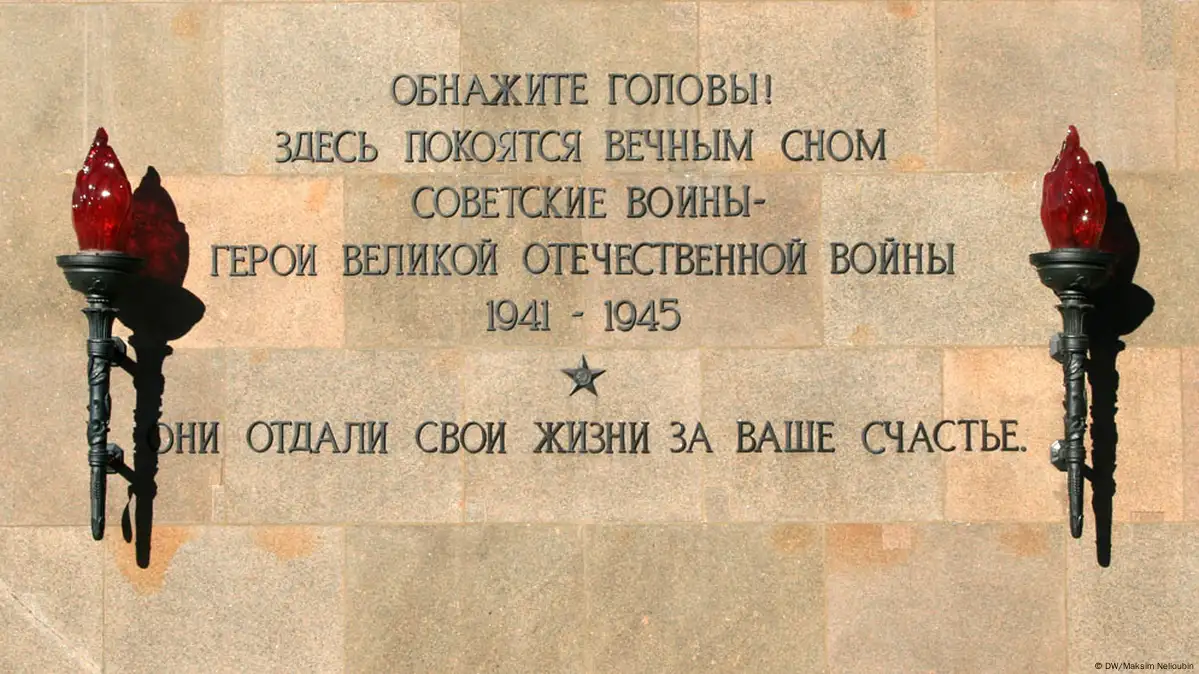 ОБНАЖИТЕ ГОЛОВЫ!
ЗДЕСЬ ПОКОЯТСЯ ВЕЧНЫМ СНОМ
СОВЕТСКИЕ ВОИНЫ-
ГЕРОИ ВЕЛИКОЙ ОТЕЧЕСТВЕННОЙ ВОЙНЫ
1941 - 1945
ОНИ ОТДАЛИ СВОИ ЖИЗНИ ЗА ВАШЕ СЧАСТЬЕ.
© DW/Maksim Nelioubin